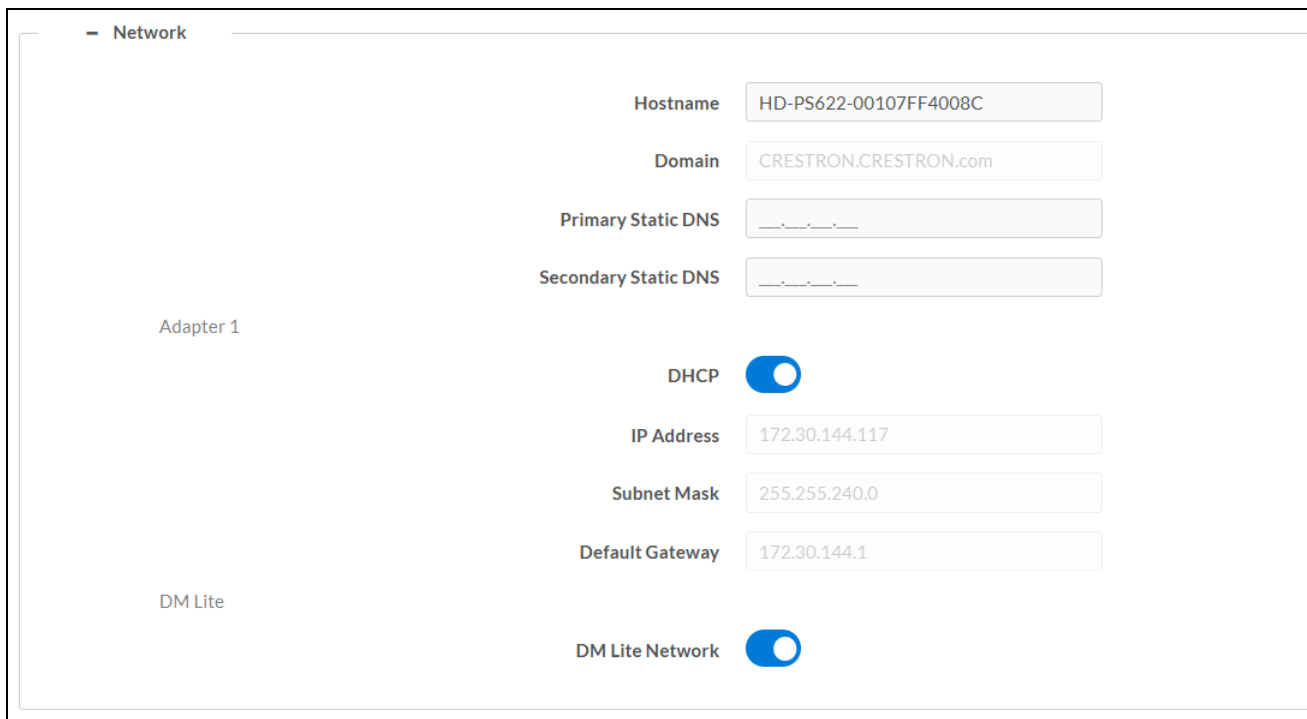 − Network
Hostname HD-PS622-00107FF4008C
Domain CRESTRON.CRESTRON.com
Primary Static DNS ___.___.___.___
Secondary Static DNS ___.___.___.___
Adapter 1
DHCP
IP Address 172.30.144.117
Subnet Mask 255.255.240.0
Default Gateway 172.30.144.1
DM Lite
DM Lite Network